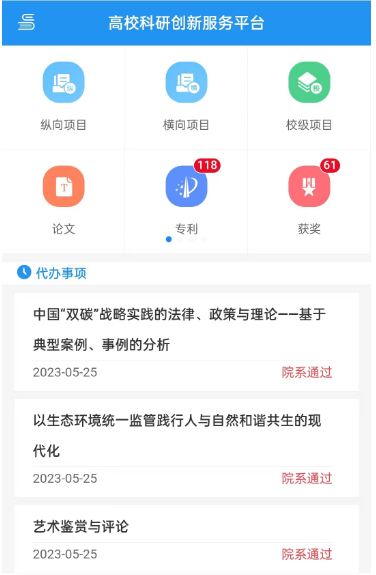 高校科研创新服务平台
纵向项目
横向项目
校级项目
论文
118
专利
61
获奖
代办事项
中国“双碳”战略实践的法律、政策与理论——基于
典型案例、事例的分析
2023-05-25 院系通过
以生态环境统一监管践行人与自然和谐共生的现
代化
2023-05-25 院系通过
艺术鉴赏与评论
2023-05-25 院系通过